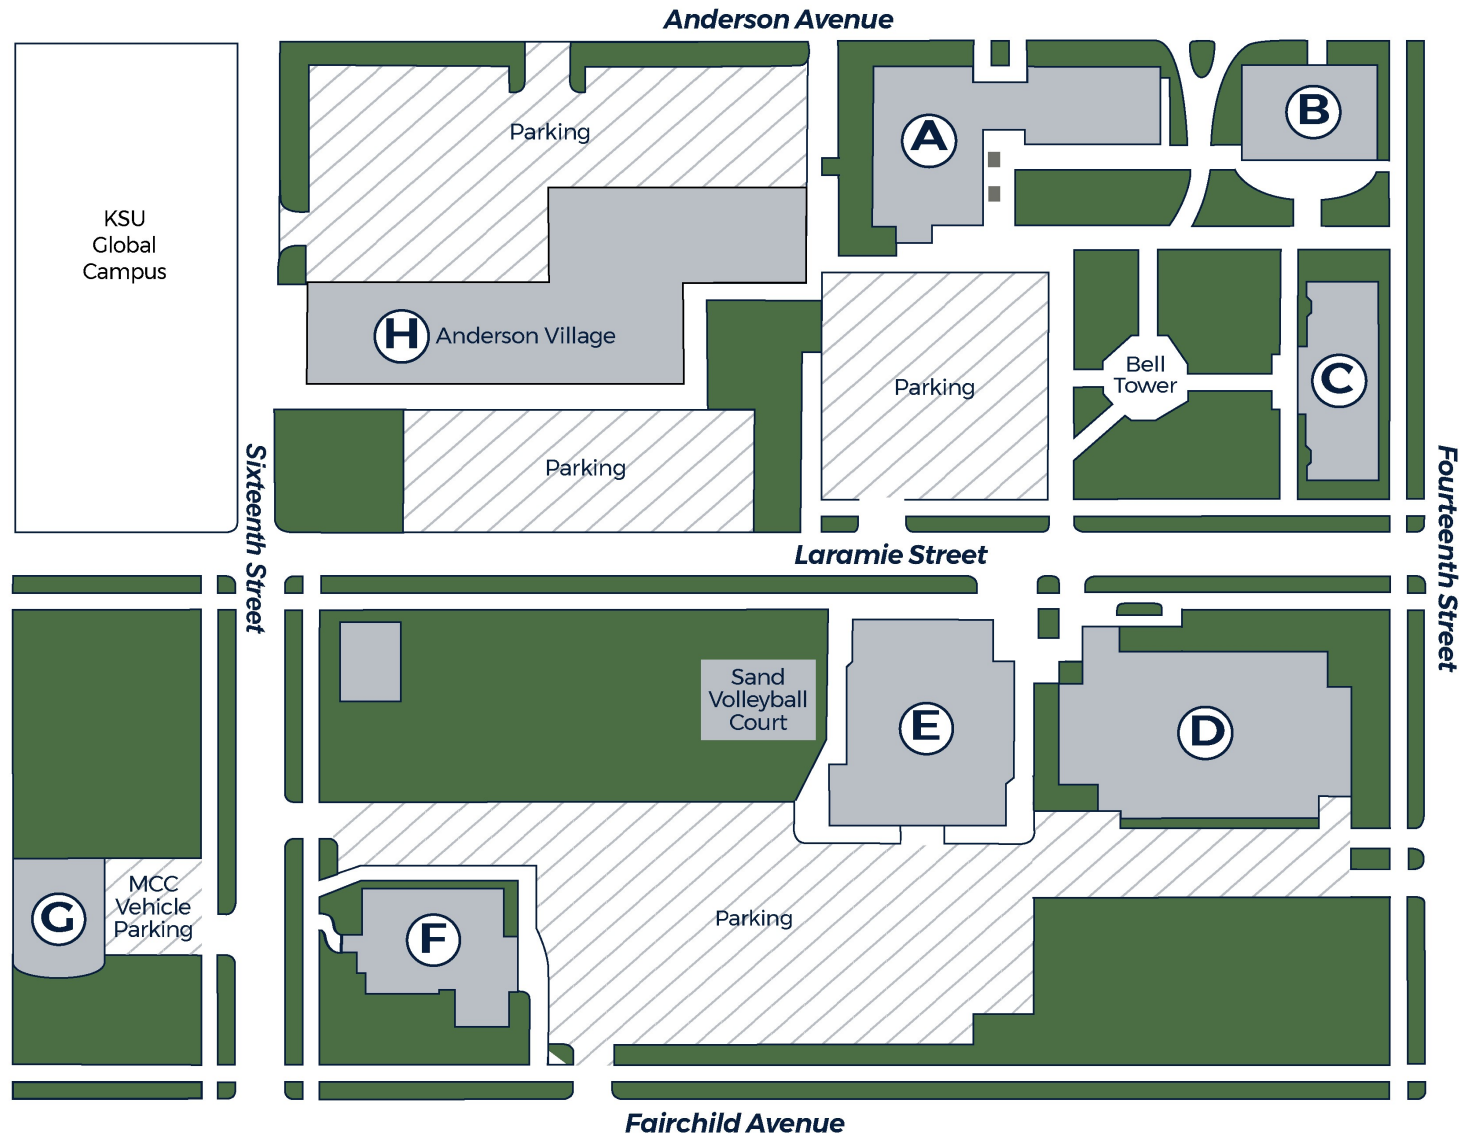 Anderson Avenue
Parking
A
B
KSU
Global
Campus
H Anderson Village
Parking
Bell
Tower
C
Parking
Sixteenth Street
Fourteenth Street
Laramie Street
Sand
Volleyball
Court
E
D
MCC
Vehicle
Parking
G
F
Parking
Fairchild Avenue